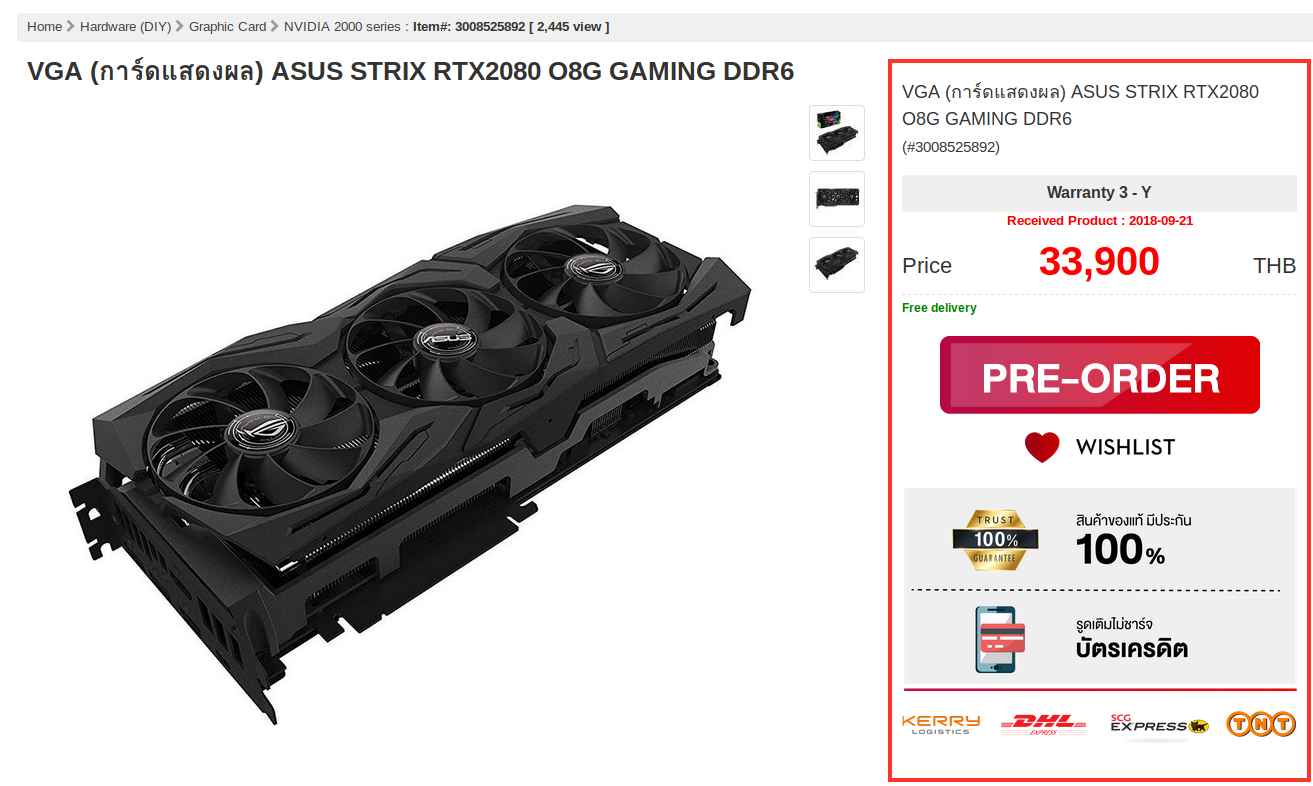 Home > Hardware (DIY) > Graphic Card > NVIDIA 2000 series : Item#: 3008525892 [ 2,445 view ]
VGA (การ์ดแสดงผล) ASUS STRIX RTX2080 O8G GAMING DDR6
ASUS
VGA (การ์ดแสดงผล) ASUS STRIX RTX2080
O8G GAMING DDR6
(#3008525892)
Warranty 3 - Y
Received Product : 2018-09-21
Price 33,900 THB
Free delivery
PRE-ORDER
WISHLIST
TRUST
100%
GUARANTEE
สินค้าของแท้ มีประกัน
100%
รูดเต็มไม่ชาร์จ
บัตรเครดิต
KERRY
LOGISTICS
DHL
EXPRESS
SCG
EXPRESS
TNT